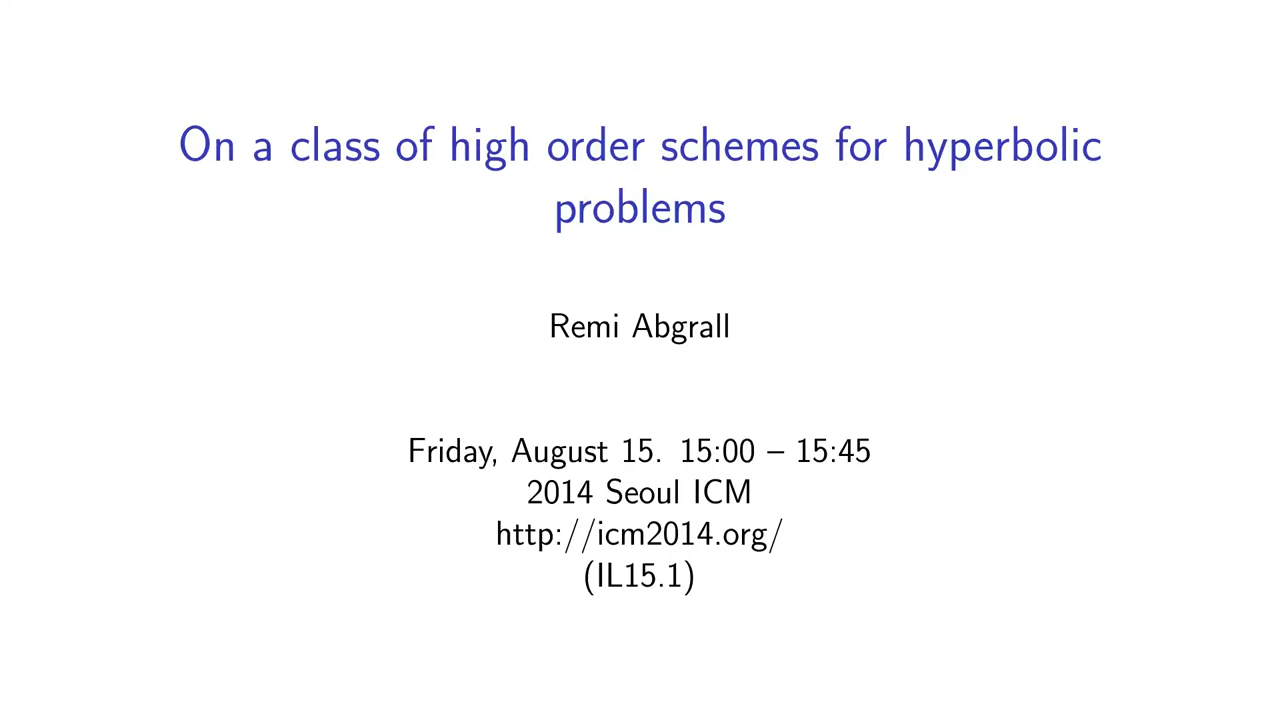 On a class of high order schemes for hyperbolic
problems
Remi Abgrall
Friday, August 15. 15:00 – 15:45
2014 Seoul ICM
http://icm2014.org/
(IL15.1)